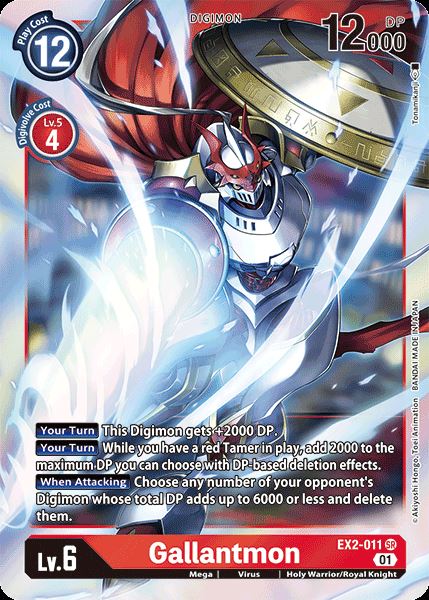 DIGIMON
Play Cost
12
DP
12000
Digivolve Cost
Lv.5
4
Tonamikanji
©Akiyoshi Hongo, Toei Animation BANDAI MADE IN JAPAN
Your Turn This Digimon gets +2000 DP.
Your Turn While you have a red Tamer in play, add 2000 to the
maximum DP you can choose with DP-based deletion effects.
When Attacking Choose any number of your opponent's
Digimon whose total DP adds up to 6000 or less and delete
them.
Lv.6
Gallantmon
EX2-011 SR
01
Mega | Virus | Holy Warrior/Royal Knight